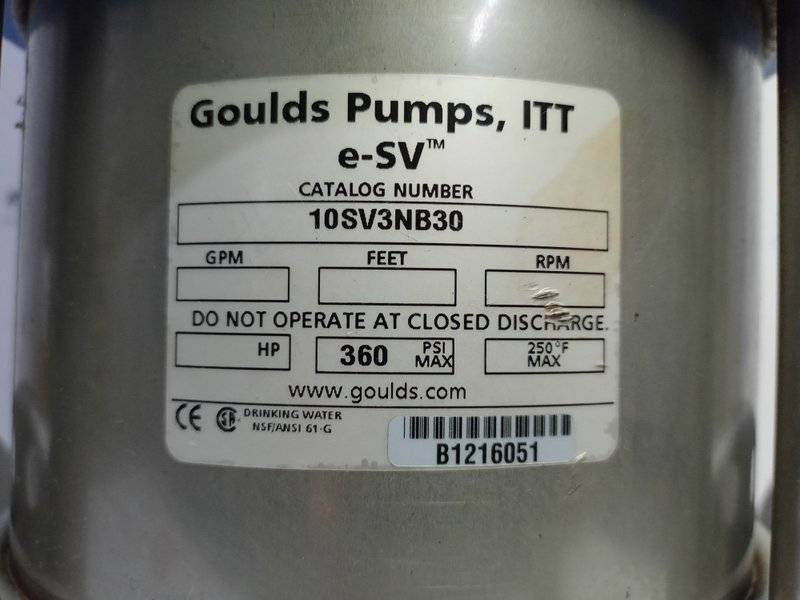 Goulds Pumps, ITT
e-SV™
CATALOG NUMBER
10SV3NB30
GPM FEET RPM
DO NOT OPERATE AT CLOSED DISCHARGE.
HP 360 PSI MAX 250°F MAX
www.goulds.com
CE SA DRINKING WATER
NSF/ANSI 61-G
B1216051